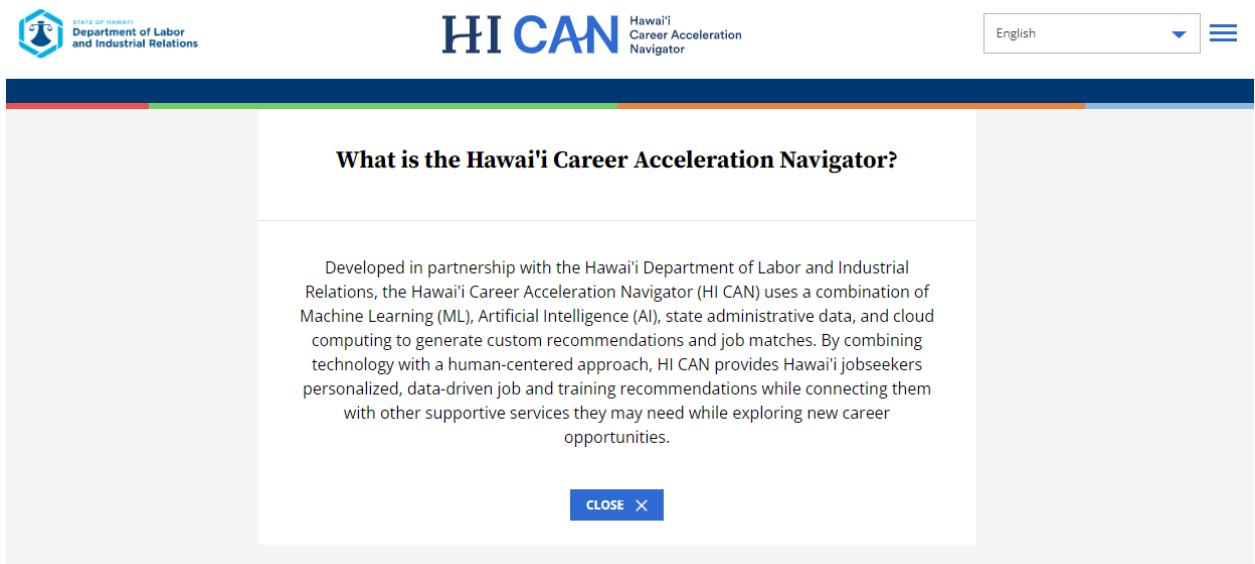 STATE OF HAWAI'I
Department of Labor
and Industrial Relations
HI CAN
Hawai'i
Career Acceleration
Navigator
English
What is the Hawai'i Career Acceleration Navigator?
Developed in partnership with the Hawai'i Department of Labor and Industrial
Relations, the Hawai'i Career Acceleration Navigator (HI CAN) uses a combination of
Machine Learning (ML), Artificial Intelligence (AI), state administrative data, and cloud
computing to generate custom recommendations and job matches. By combining
technology with a human-centered approach, HI CAN provides Hawai'i jobseekers
personalized, data-driven job and training recommendations while connecting them
with other supportive services they may need while exploring new career
opportunities.
CLOSE